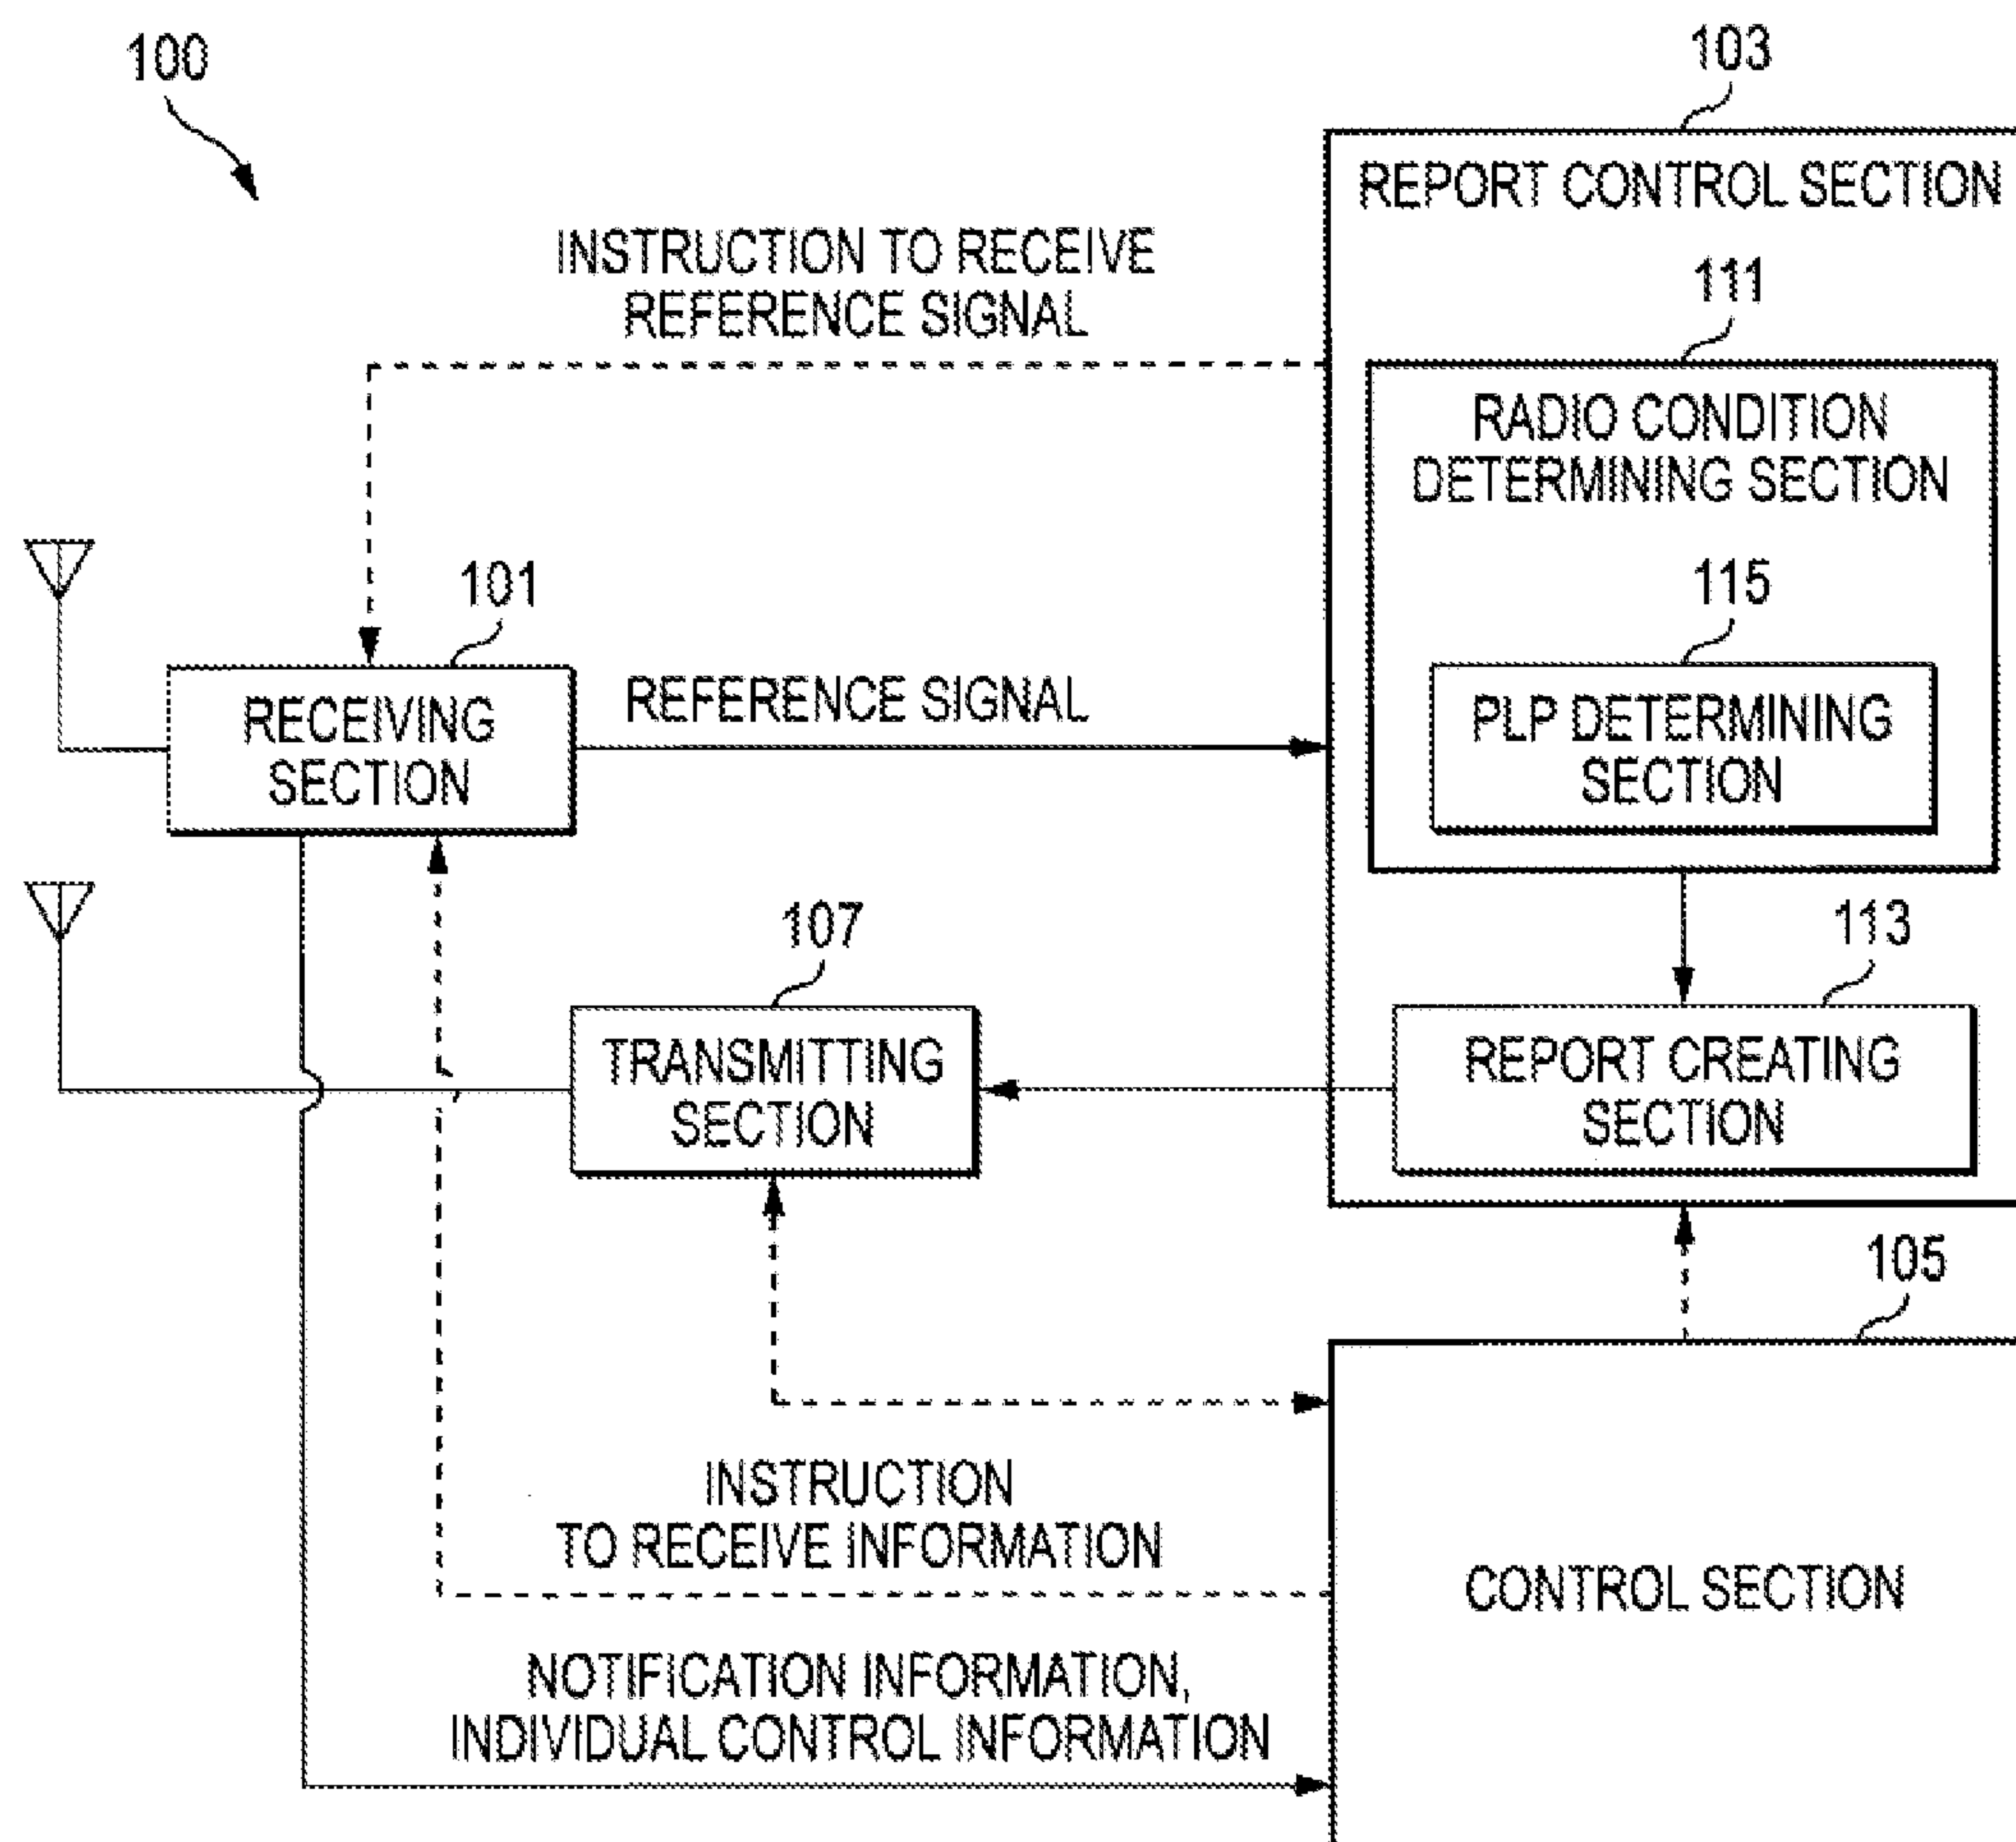 100
103
REPORT CONTROL SECTION
INSTRUCTION TO RECEIVE
REFERENCE SIGNAL
111
RADIO CONDITION
DETERMINING SECTION
101
115
RECEIVING
SECTION
REFERENCE SIGNAL
PLP DETERMINING
SECTION
107
113
TRANSMITTING
SECTION
REPORT CREATING
SECTION
105
INSTRUCTION
TO RECEIVE INFORMATION
CONTROL SECTION
NOTIFICATION INFORMATION,
INDIVIDUAL CONTROL INFORMATION